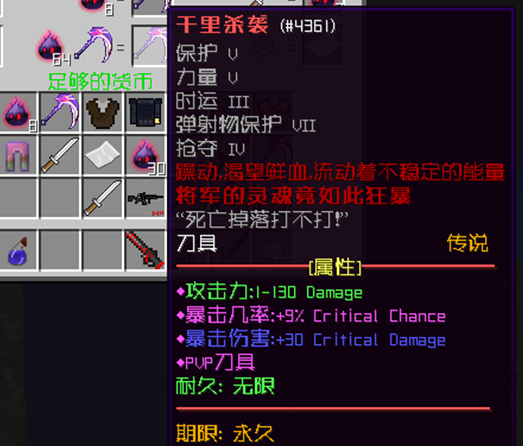 千里杀袭 (#4361)
保护 V
力量 V
时运 III
弹射物保护 VII
抢夺 IV
躁动,渴望鲜血,流动着不稳定的能量
将军的灵魂竟如此狂暴
“死亡掉落打不打!”
刀具 传说
[属性]
◆攻击力:1-130 Damage
◆暴击几率:+9% Critical Chance
◆暴击伤害:+30 Critical Damage
◆PVP刀具
耐久: 无限
期限: 永久
64
=
=
足够的货币
8
30